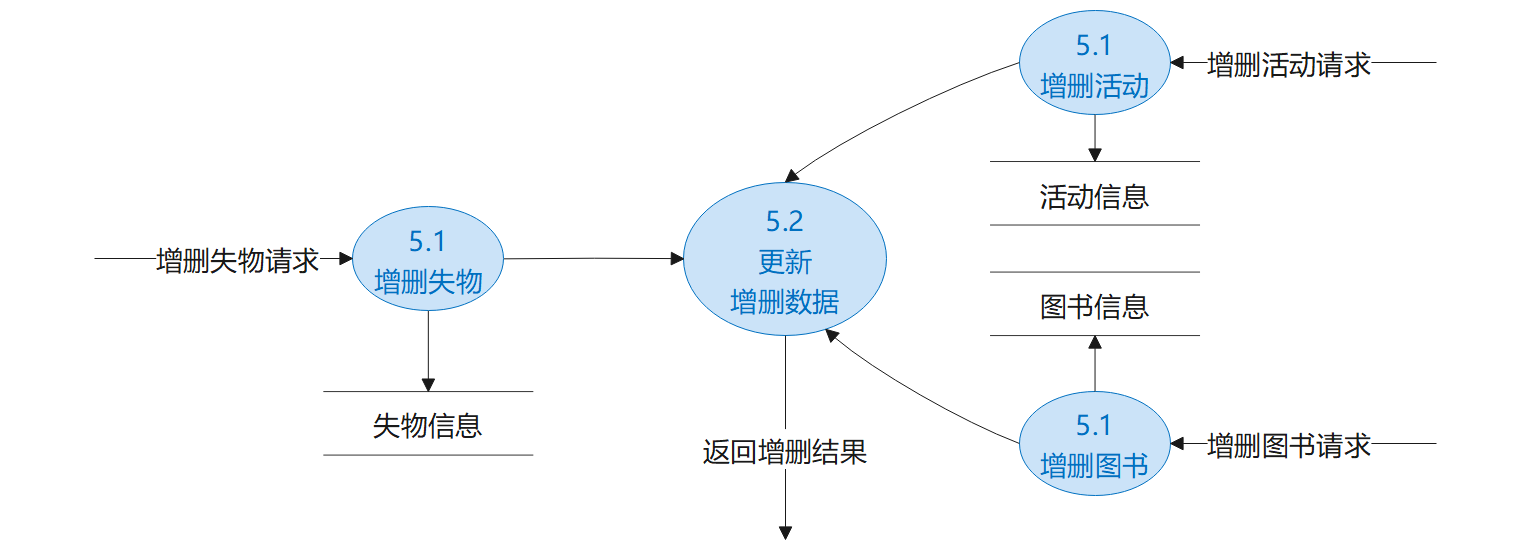 5.1
增删活动
增删活动请求
活动信息
5.2
更新
增删数据
5.1
增删失物
增删失物请求
图书信息
失物信息
5.1
增删图书
增删图书请求
返回增删结果